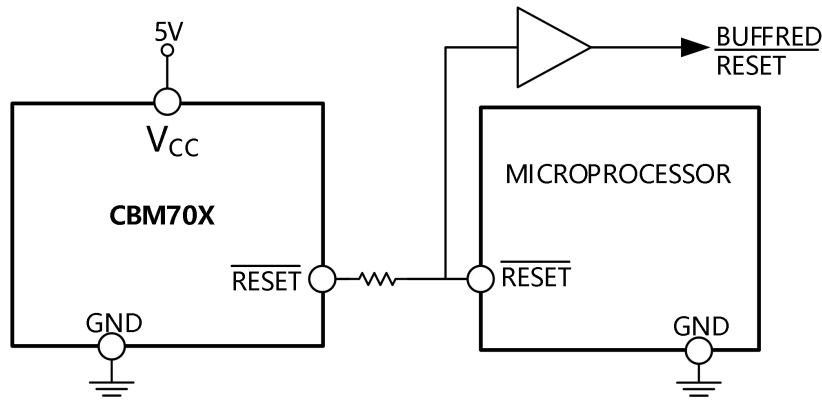 5V
BUFFRED
RESET
VCC
MICROPROCESSOR
CBM70X
RESET
RESET
GND
GND